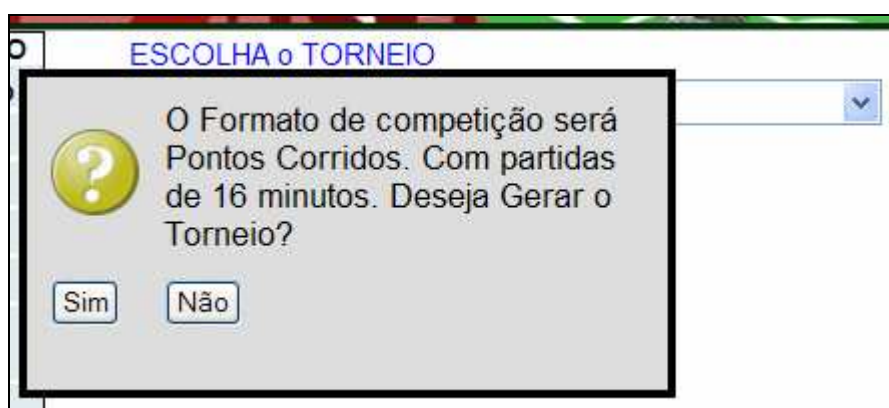 O
ESCOLHA o TORNEIO
O Formato de competição será
Pontos Corridos. Com partidas
de 16 minutos. Deseja Gerar o
Torneio?
Sim Não